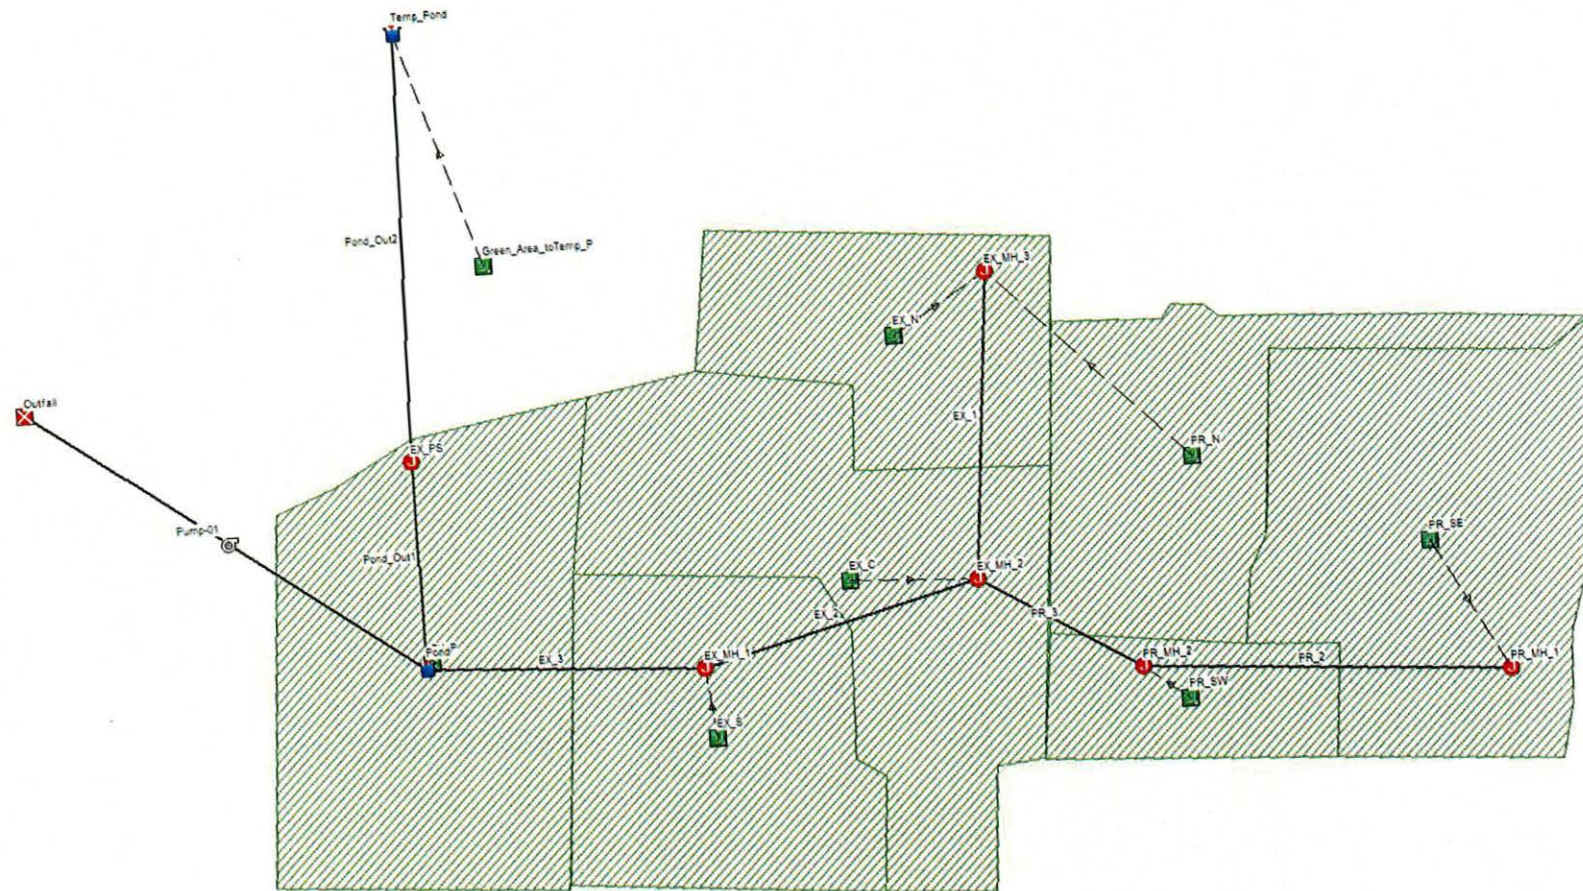 Temp_Pond
Pond_Out2
Green_Area_toTemp_P
EX_MH_3
EX_N
Outfall
EX_1
EX_PS
PR_N
Pump-01
Pond_Out1
PR_SE
EX_C
EX_MH_2
EX_2
PR_3
EX_3
EX_MH_1
PR_MH_2
PR_2
PR_MH_1
PR_SW
EX_S